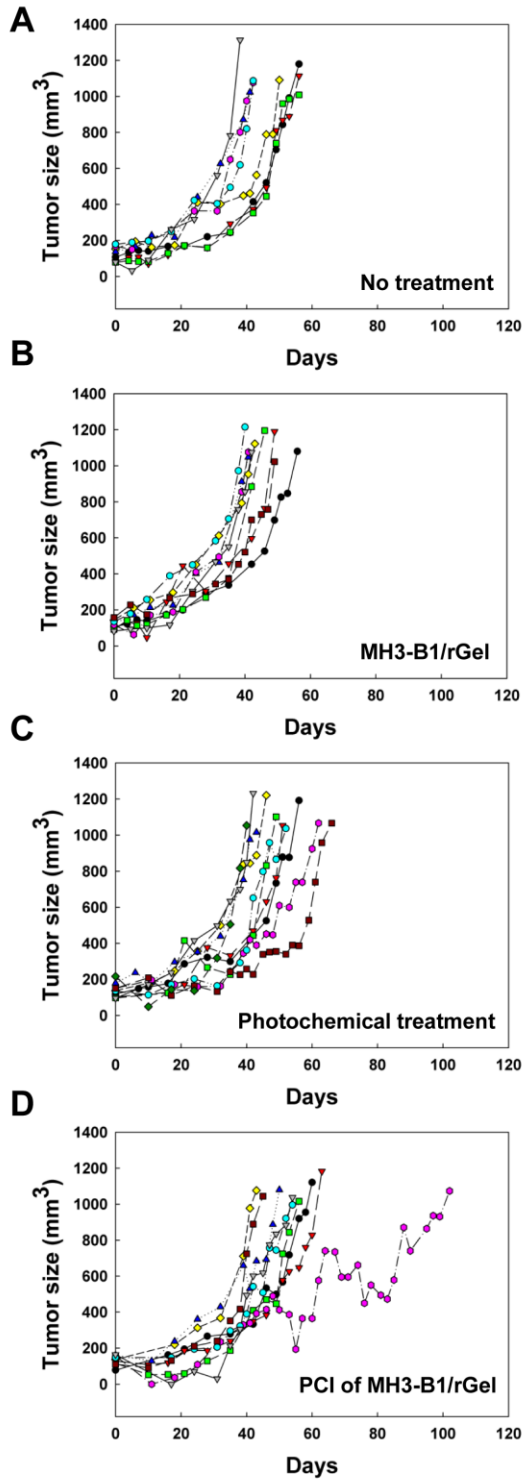 A
Tumor size (mm³)
1400
1200
1000
800
600
400
200
0
No treatment
0 20 40 60 80 100 120
Days
B
Tumor size (mm³)
1400
1200
1000
800
600
400
200
0
MH3-B1/rGel
0 20 40 60 80 100 120
Days
C
Tumor size (mm³)
1400
1200
1000
800
600
400
200
0
Photochemical treatment
0 20 40 60 80 100 120
Days
D
Tumor size (mm³)
1400
1200
1000
800
600
400
200
0
PCI of MH3-B1/rGel
0 20 40 60 80 100 120
Days